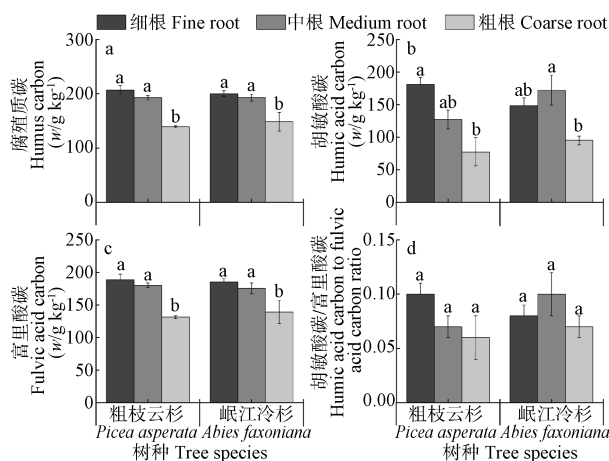 细根 Fine root 中根 Medium root 粗根 Coarse root
a
腐殖质碳
Humus carbon
(w/g kg-1)
300
200
100
0
a a b a a b
b
胡敏酸碳
Humic acid carbon
(w/g kg-1)
250
200
150
100
50
0
a ab b ab a b
c
富里酸碳
Fulvic acid carbon
(w/g kg-1)
250
200
150
100
50
0
a a b a a b
粗枝云杉 岷江冷杉
Picea asperata Abies faxoniana
树种 Tree species
d
胡敏酸碳/富里酸碳
Humic acid carbon to fulvic
acid carbon ratio
0.15
0.10
0.05
0.00
a a a a a a
粗枝云杉 岷江冷杉
Picea asperata Abies faxoniana
树种 Tree species